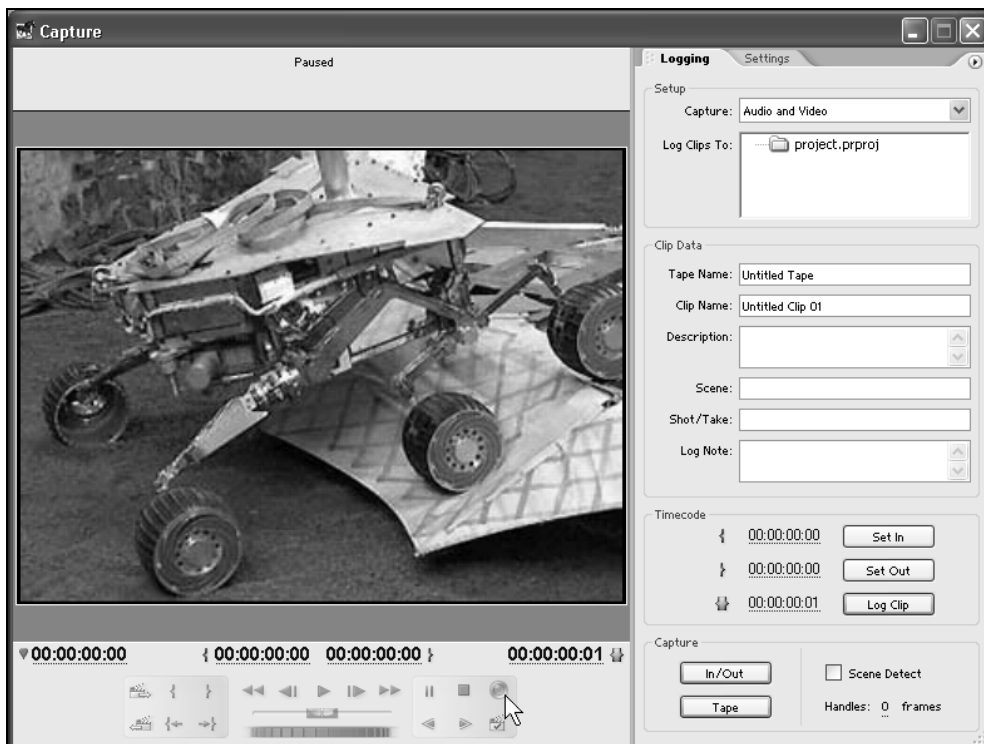 Capture
Paused
Logging
Settings
Setup
Capture: Audio and Video
Log Clips To: project.prproj
Clip Data
Tape Name: Untitled Tape
Clip Name: Untitled Clip 01
Description:
Scene:
Shot/Take:
Log Note:
Timecode
{ 00:00:00:00 Set In
} 00:00:00:00 Set Out
{} 00:00:00:01 Log Clip
00:00:00:00 { 00:00:00:00 00:00:00:00 } 00:00:00:01 {}
Capture
In/Out
Scene Detect
Tape
Handles: 0 frames